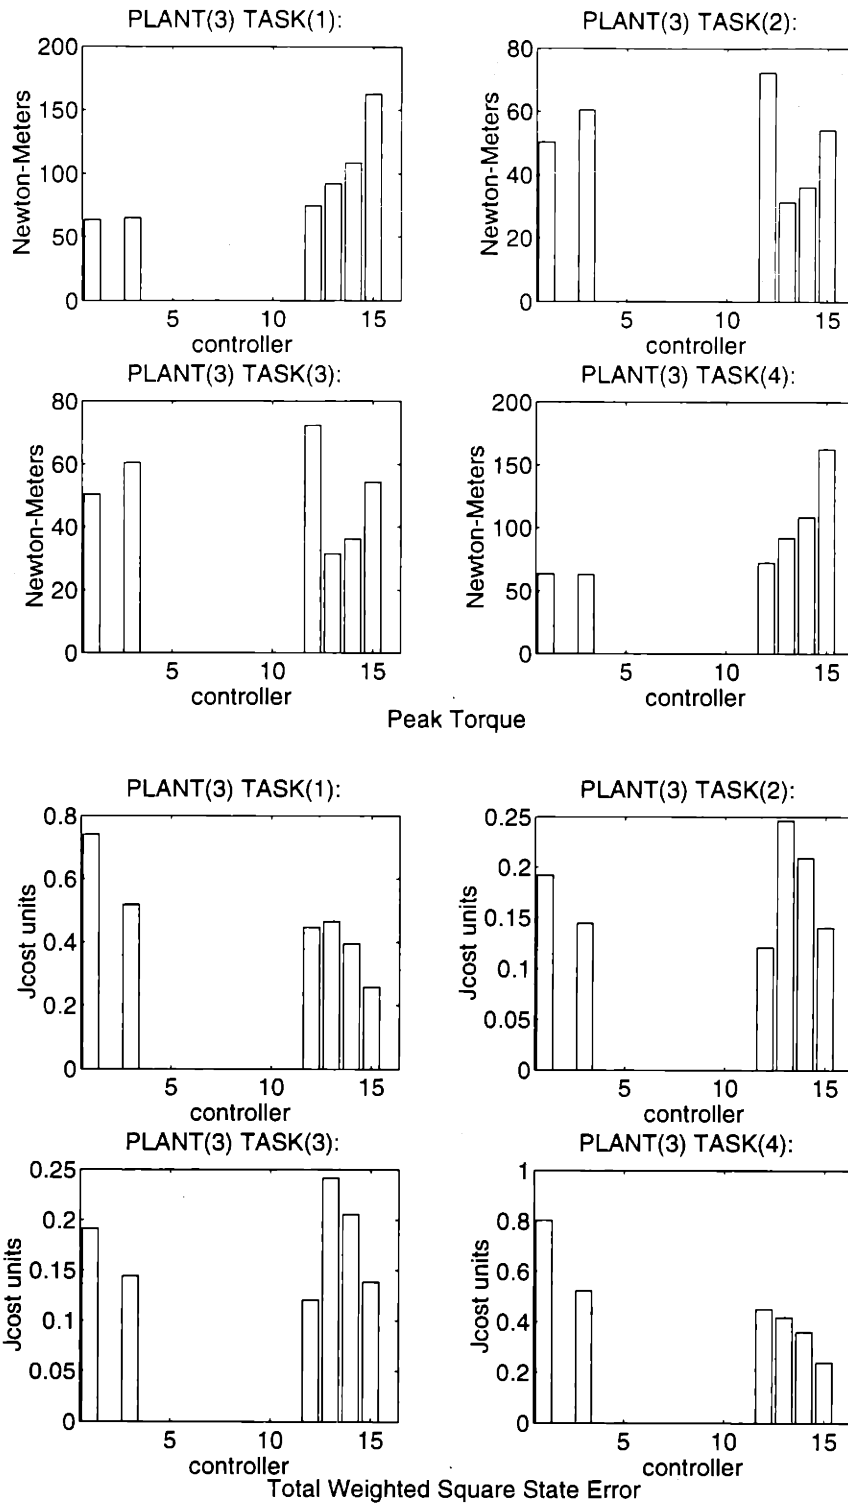 PLANT(3) TASK(1):
200
150
100
50
0
Newton-Meters
5 10 15
controller
PLANT(3) TASK(2):
80
60
40
20
0
Newton-Meters
5 10 15
controller
PLANT(3) TASK(3):
80
60
40
20
0
Newton-Meters
5 10 15
controller
PLANT(3) TASK(4):
200
150
100
50
0
Newton-Meters
5 10 15
controller
Peak Torque
PLANT(3) TASK(1):
0.8
0.6
0.4
0.2
0
Jcost units
5 10 15
controller
PLANT(3) TASK(2):
0.25
0.2
0.15
0.1
0.05
0
Jcost units
5 10 15
controller
PLANT(3) TASK(3):
0.25
0.2
0.15
0.1
0.05
0
Jcost units
5 10 15
controller
PLANT(3) TASK(4):
1
0.8
0.6
0.4
0.2
0
Jcost units
5 10 15
controller
Total Weighted Square State Error